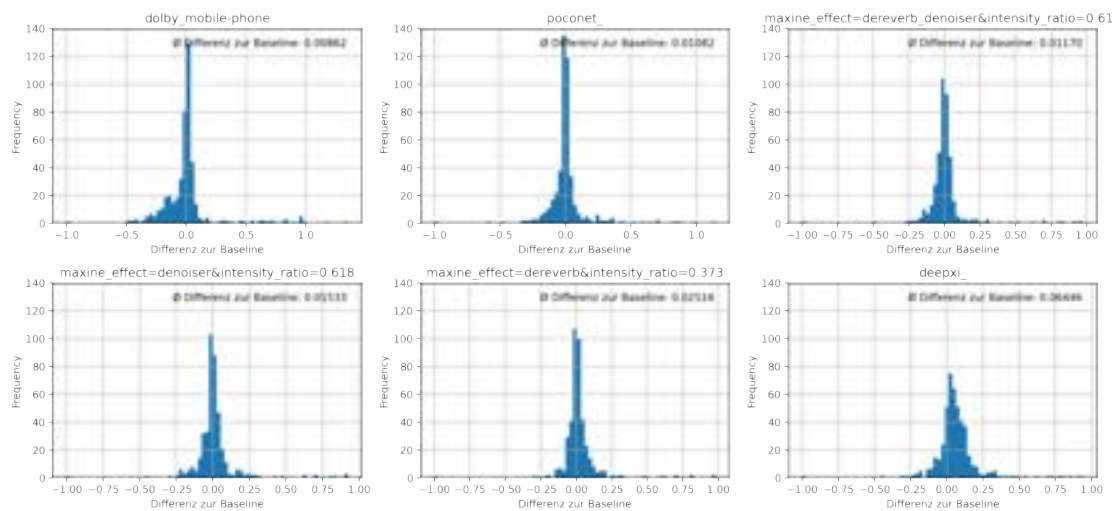 dolby_mobile-phone
Ø Differenz zur Baseline:
140
120
100
80
60
40
20
0
Frequency
−1.0 −0.5 0.0 0.5 1.0
Differenz zur Baseline
poconet_
Ø Differenz zur Baseline:
140
120
100
80
60
40
20
0
Frequency
−1.0 −0.5 0.0 0.5 1.0
Differenz zur Baseline
maxine_effect=dereverb_denoiser&intensity_ratio=0.61
Ø Differenz zur Baseline: 0.01170
140
120
100
80
60
40
20
0
Frequency
−1.00 −0.75 −0.50 −0.25 0.00 0.25 0.50 0.75 1.00
Differenz zur Baseline
maxine_effect=denoiser&intensity_ratio=0.618
Ø Differenz zur Baseline:
140
120
100
80
60
40
20
0
Frequency
−1.00 −0.75 −0.50 −0.25 0.00 0.25 0.50 0.75 1.00
Differenz zur Baseline
maxine_effect=dereverb&intensity_ratio=0.373
Ø Differenz zur Baseline:
140
120
100
80
60
40
20
0
Frequency
−1.00 −0.75 −0.50 −0.25 0.00 0.25 0.50 0.75 1.00
Differenz zur Baseline
deepxi_
Ø Differenz zur Baseline:
140
120
100
80
60
40
20
0
Frequency
−1.00 −0.75 −0.50 −0.25 0.00 0.25 0.50 0.75 1.00
Differenz zur Baseline